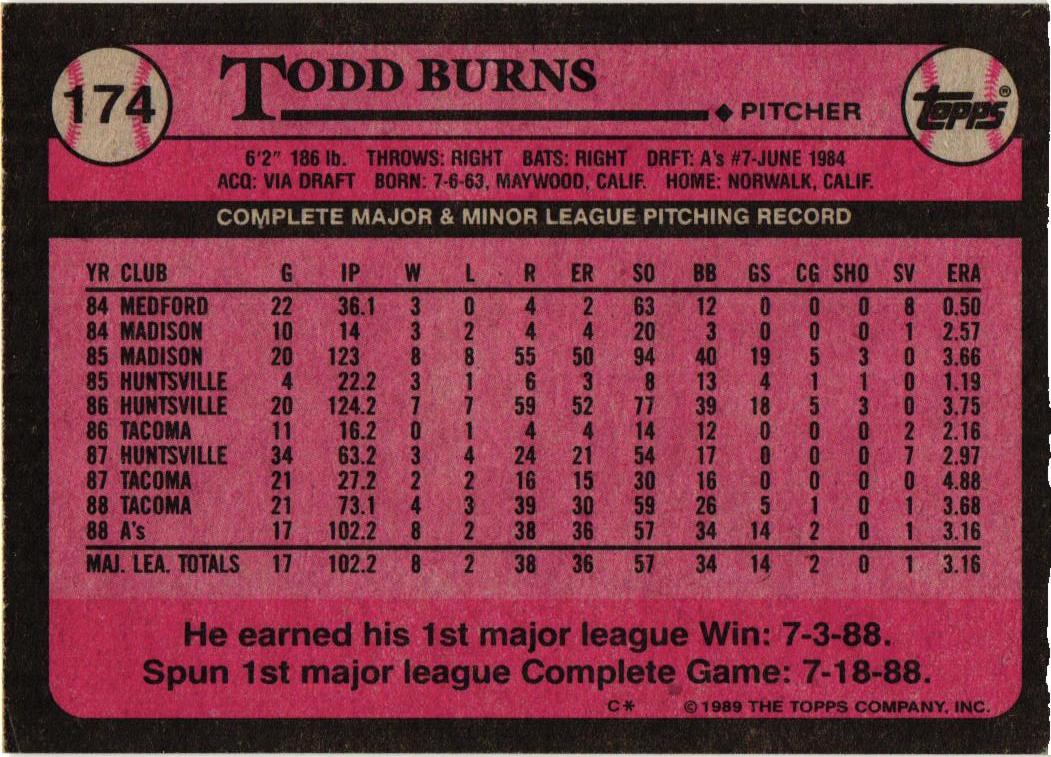 174
TODD BURNS
◆ PITCHER
topps®
6'2" 186 lb. THROWS: RIGHT BATS: RIGHT DRFT: A's #7-JUNE 1984
ACQ: VIA DRAFT BORN: 7-6-63, MAYWOOD, CALIF. HOME: NORWALK, CALIF.
COMPLETE MAJOR & MINOR LEAGUE PITCHING RECORD
YR CLUB G IP W L R ER SO BB GS CG SHO SV ERA
84 MEDFORD 22 36.1 3 0 4 2 63 12 0 0 0 8 0.50
84 MADISON 10 14 3 2 4 4 20 3 0 0 0 1 2.57
85 MADISON 20 123 8 8 55 50 94 40 19 5 3 0 3.66
85 HUNTSVILLE 4 22.2 3 1 6 3 8 13 4 1 1 0 1.19
86 HUNTSVILLE 20 124.2 7 7 59 52 77 39 18 5 3 0 3.75
86 TACOMA 11 16.2 0 1 4 4 14 12 0 0 0 2 2.16
87 HUNTSVILLE 34 63.2 3 4 24 21 54 17 0 0 0 7 2.97
87 TACOMA 21 27.2 2 2 16 15 30 16 0 0 0 0 4.88
88 TACOMA 21 73.1 4 3 39 30 59 26 5 1 0 1 3.68
88 A's 17 102.2 8 2 38 36 57 34 14 2 0 1 3.16
MAJ. LEA. TOTALS 17 102.2 8 2 38 36 57 34 14 2 0 1 3.16
He earned his 1st major league Win: 7-3-88.
Spun 1st major league Complete Game: 7-18-88.
C* © 1989 THE TOPPS COMPANY, INC.